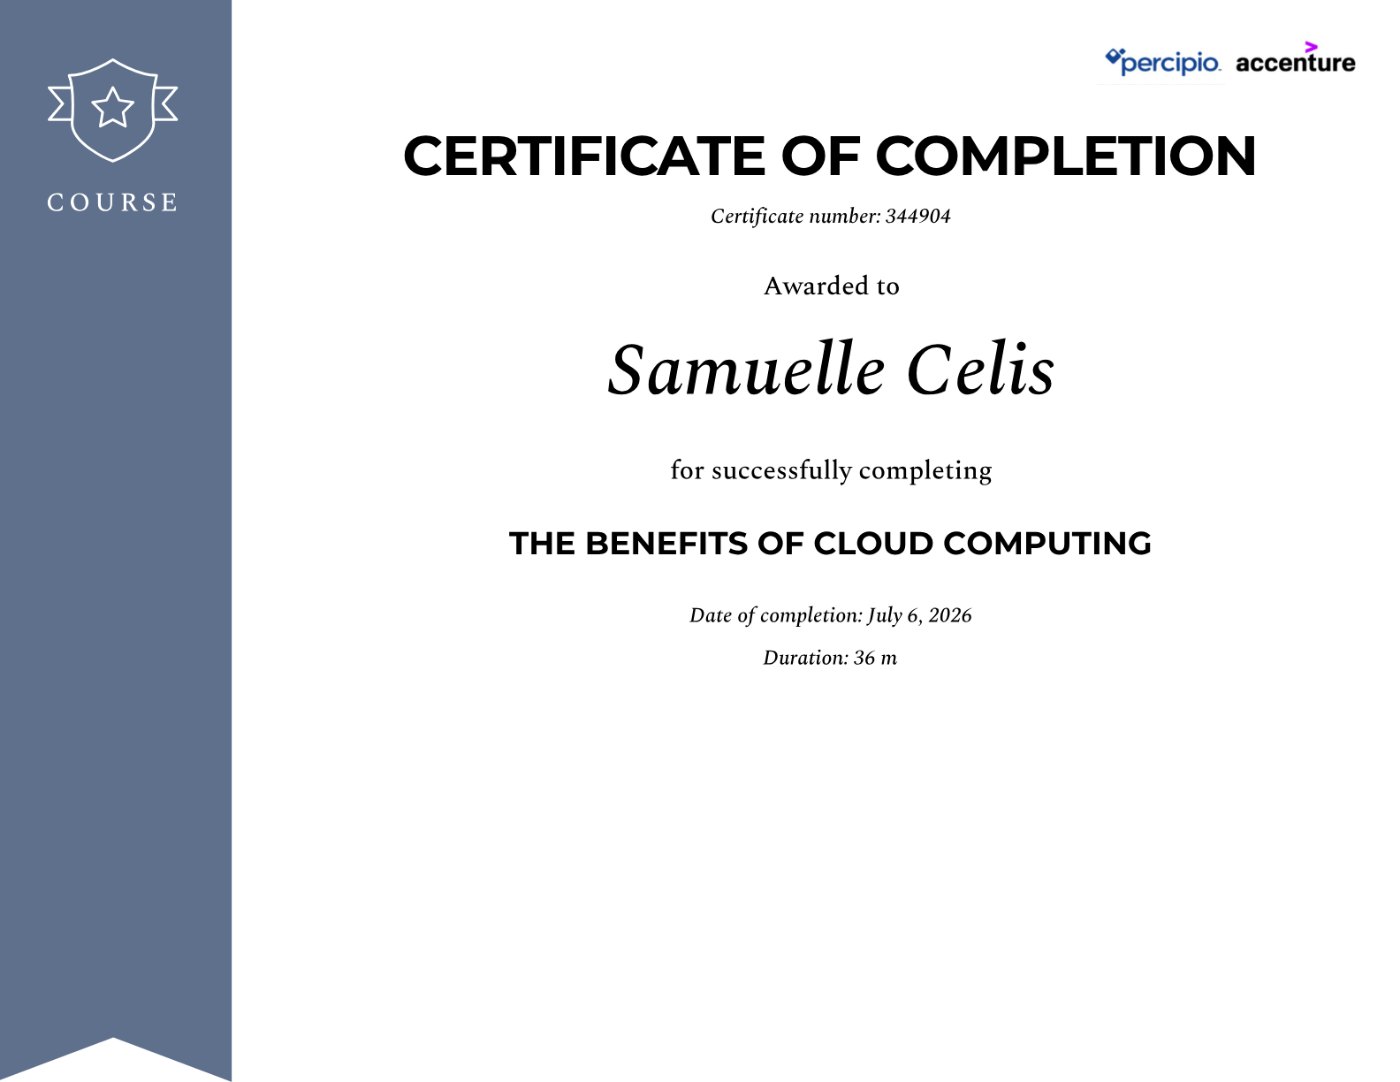 COURSE
percipio accenture
CERTIFICATE OF COMPLETION
Certificate number: 344904
Awarded to
Samuelle Celis
for successfully completing
THE BENEFITS OF CLOUD COMPUTING
Date of completion: July 6, 2026
Duration: 36 m